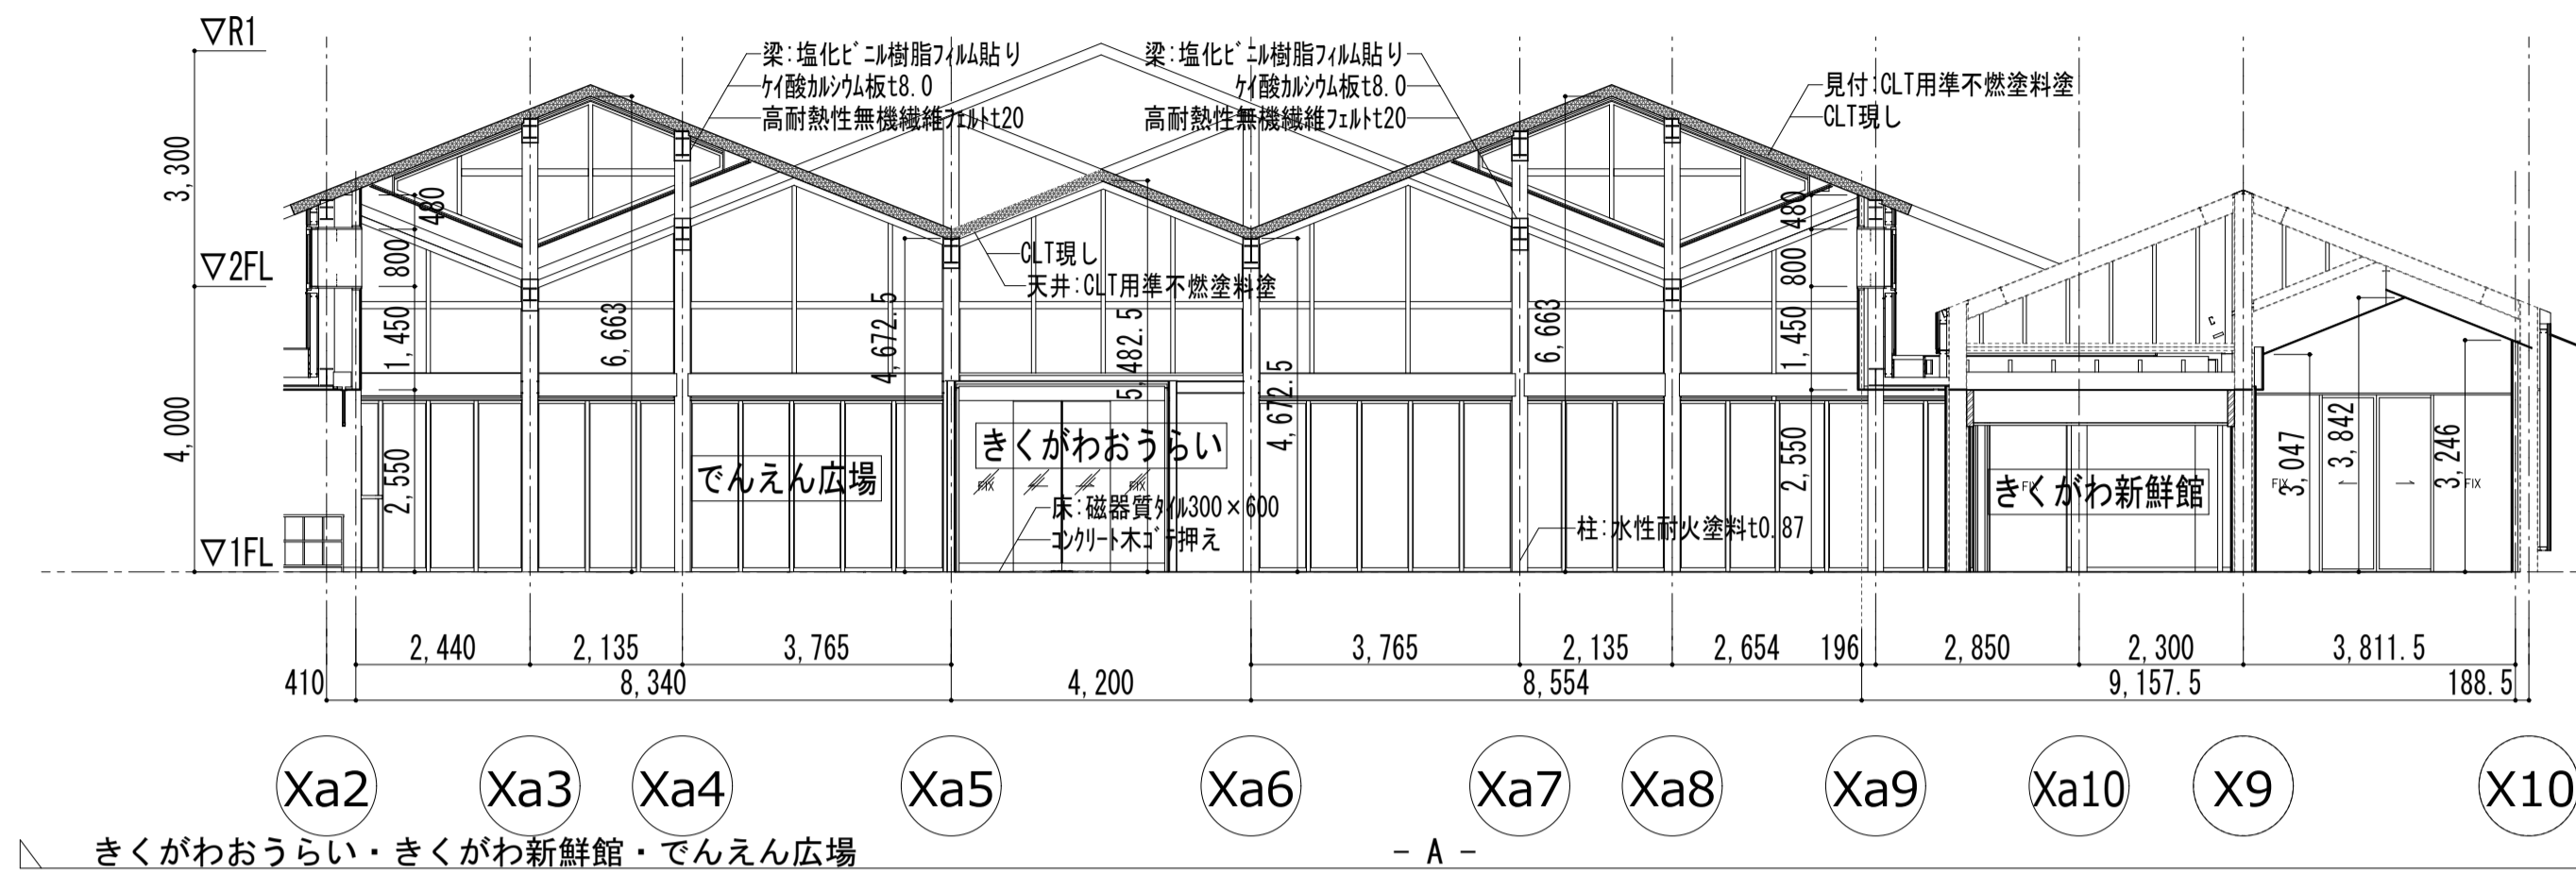 ▽R1
3,300
▽2FL
4,000
▽1FL
梁:塩化ビニル樹脂フィルム貼り
ケイ酸カルシウム板t8.0
高耐熱性無機繊維フェルトt20
梁:塩化ビニル樹脂フィルム貼り
ケイ酸カルシウム板t8.0
高耐熱性無機繊維フェルトt20
見付:CLT用準不燃塗料塗
CLT現し
CLT現し
天井:CLT用準不燃塗料塗
480
800
1,450
2,550
6,663
4,672.5
5,482.5
4,672.5
6,663
480
800
1,450
2,550
3,047
3,842
3,246
でんえん広場
きくがわおうらい
きくがわ新鮮館
FIX
FIX
FIX
FIX
FIX
床:磁器質タイル300×600
コンクリート木ゴテ押え
柱:水性耐火塗料t0.87
2,440
2,135
3,765
3,765
2,135
2,654
196
2,850
2,300
3,811.5
410
8,340
4,200
8,554
9,157.5
188.5
Xa2
Xa3
Xa4
Xa5
Xa6
Xa7
Xa8
Xa9
Xa10
X9
X10
きくがわおうらい・きくがわ新鮮館・でんえん広場
- A -